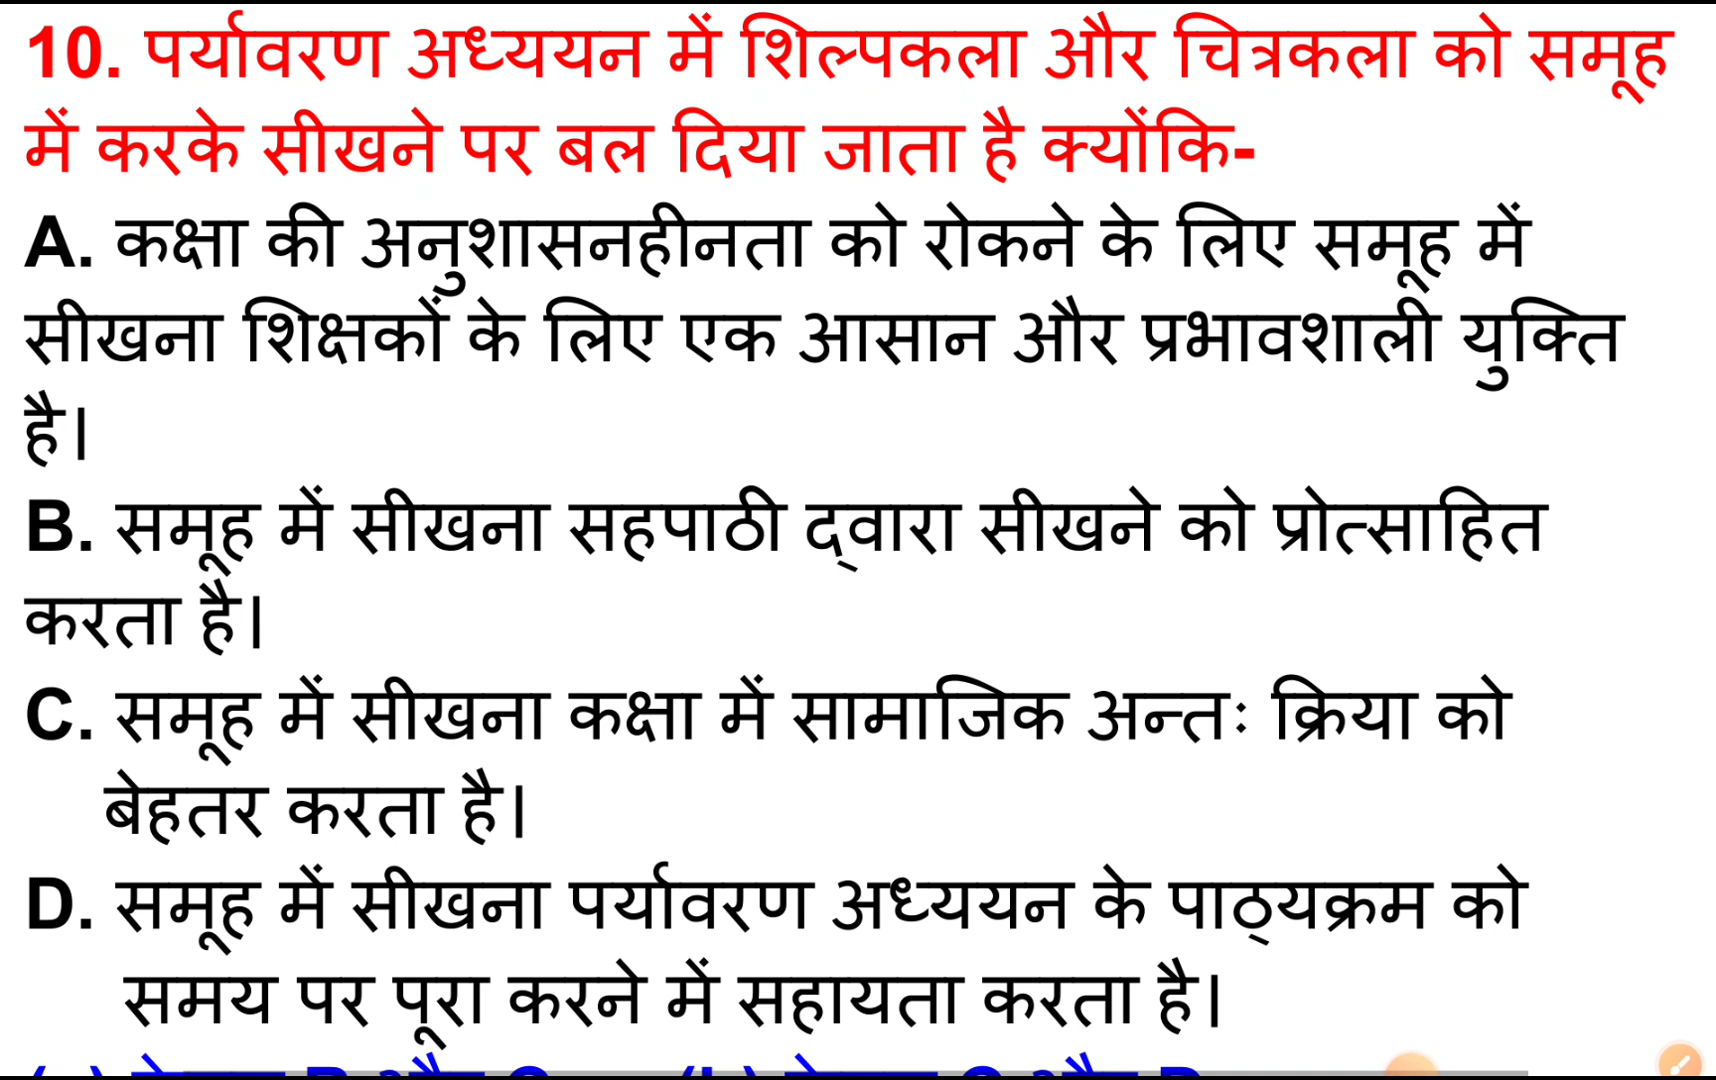 10. पर्यावरण अध्ययन में शिल्पकला और चित्रकला को समूह
में करके सीखने पर बल दिया जाता है क्योंकि-
A. कक्षा की अनुशासनहीनता को रोकने के लिए समूह में
सीखना शिक्षकों के लिए एक आसान और प्रभावशाली युक्ति
है।
B. समूह में सीखना सहपाठी द्वारा सीखने को प्रोत्साहित
करता है।
C. समूह में सीखना कक्षा में सामाजिक अन्तः क्रिया को
बेहतर करता है।
D. समूह में सीखना पर्यावरण अध्ययन के पाठ्यक्रम को
समय पर पूरा करने में सहायता करता है।